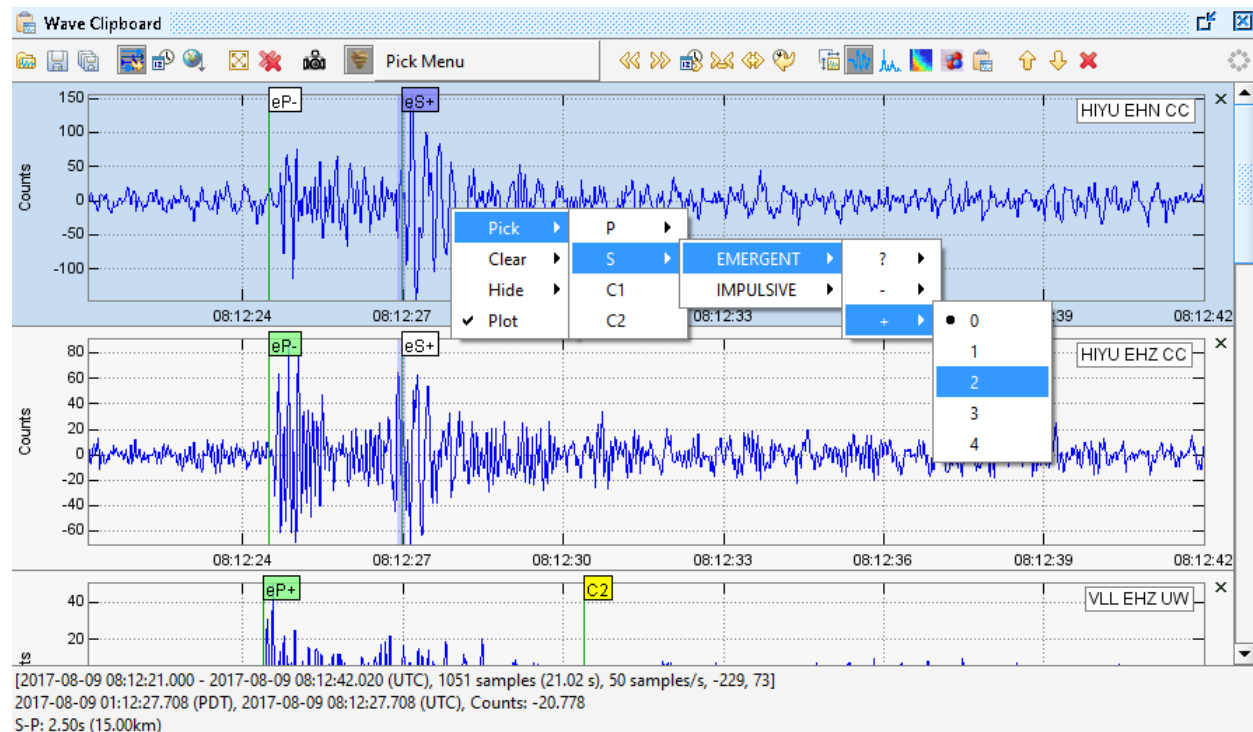 Wave Clipboard
Pick Menu
150
100
50
0
-50
-100
Counts
eP-
eS+
HIYU EHN CC
08:12:24
08:12:27
08:12:33
39
08:12:42
Pick
Clear
Hide
Plot
P
S
C1
C2
EMERGENT
IMPULSIVE
?
-
+
0
1
2
3
4
80
60
40
20
0
-20
-40
-60
Counts
eP-
eS+
HIYU EHZ CC
08:12:24
08:12:27
08:12:30
08:12:33
08:12:36
08:12:39
08:12:42
40
20
ts
eP+
C2
VLL EHZ UW
[2017-08-09 08:12:21.000 - 2017-08-09 08:12:42.020 (UTC), 1051 samples (21.02 s), 50 samples/s, -229, 73]
2017-08-09 01:12:27.708 (PDT), 2017-08-09 08:12:27.708 (UTC), Counts: -20.778
S-P: 2.50s (15.00km)